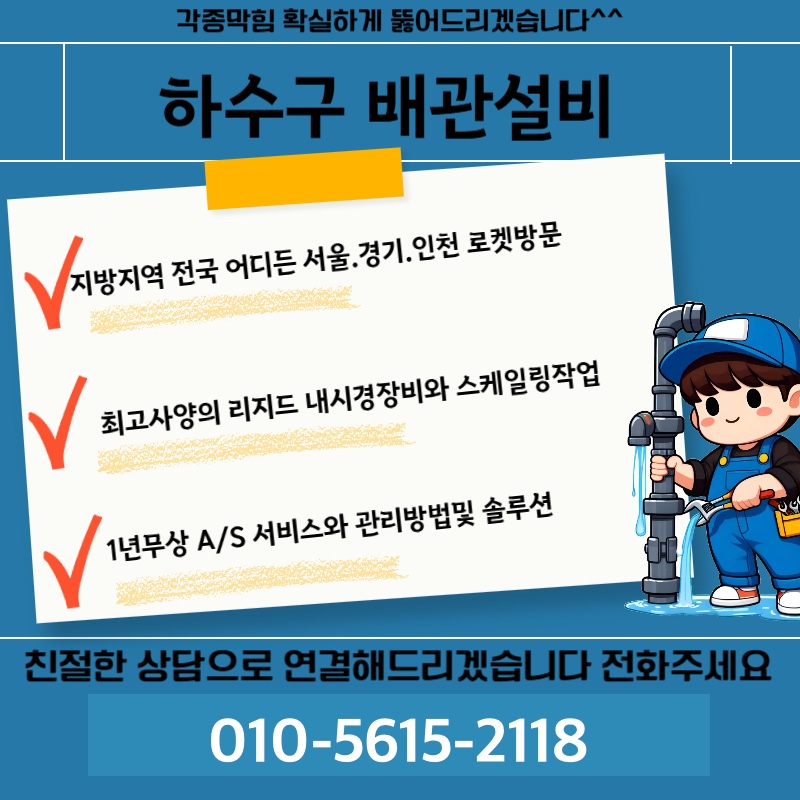 각종막힘 확실하게 뚫어드리겠습니다^^
하수구 배관설비
지방지역 전국 어디든 서울.경기.인천 로켓방문
최고사양의 리지드 내시경장비와 스케일링작업
1년무상 A/S 서비스와 관리방법및 솔루션
친절한 상담으로 연결해드리겠습니다 전화주세요
010-5615-2118